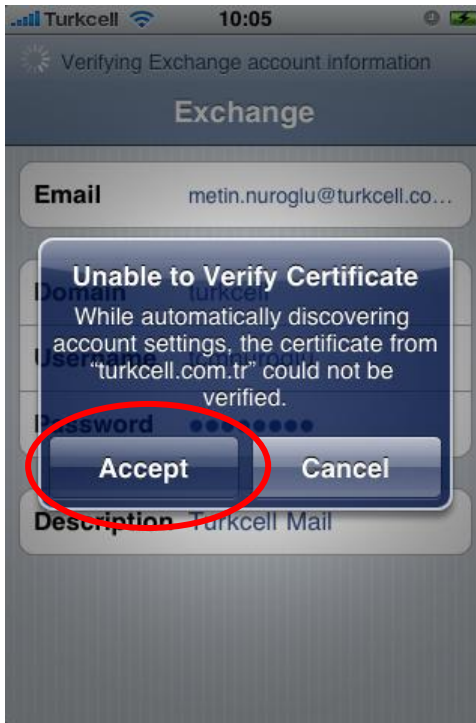 Turkcell 10:05
Verifying Exchange account information
Exchange
Email metin.nuroglu@turkcell.co...
Unable to Verify Certificate
Domain turkcell
While automatically discovering
account settings, the certificate from
Username
"turkcell.com.tr" could not be
verified.
Password ●●●●●●●●
Accept Cancel
Description Turkcell Mail